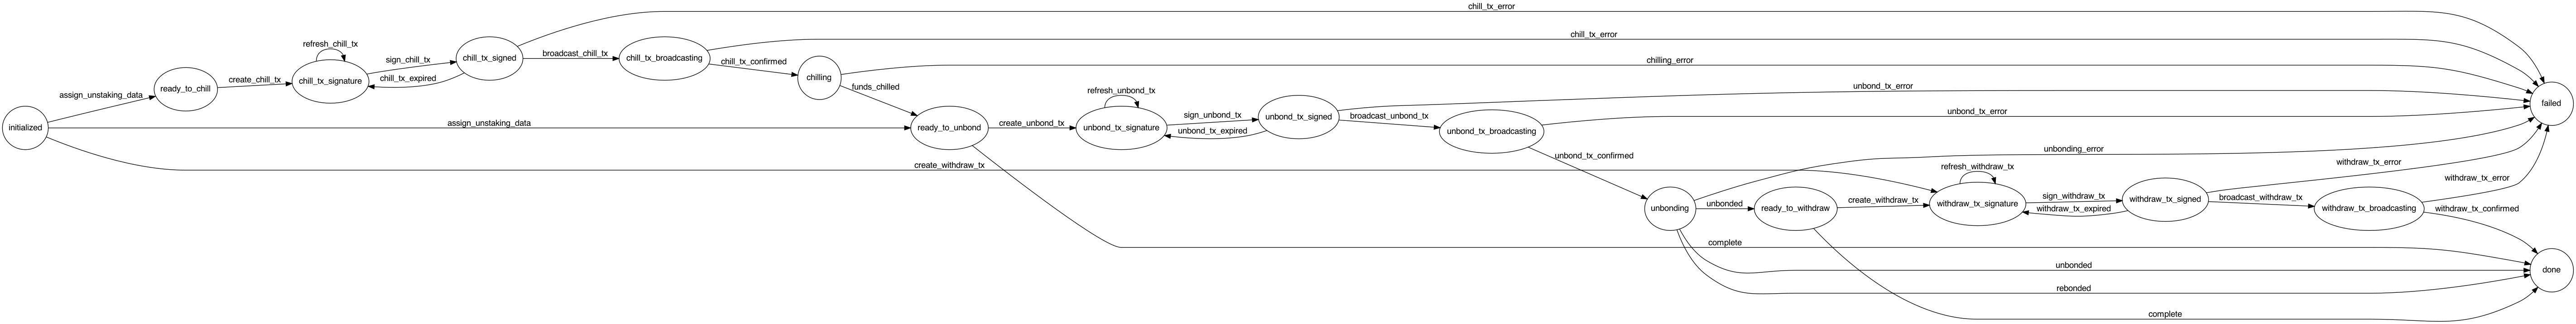 chill_tx_error
chill_tx_error
refresh_chill_tx
sign_chill_tx
chill_tx_signed
broadcast_chill_tx
chill_tx_broadcasting
chill_tx_confirmed
chilling_error
chilling
create_chill_tx
chill_tx_signature
chill_tx_expired
ready_to_chill
funds_chilled
assign_unstaking_data
refresh_unbond_tx
unbond_tx_error
failed
initialized
assign_unstaking_data
ready_to_unbond
create_unbond_tx
unbond_tx_signature
sign_unbond_tx
unbond_tx_expired
unbond_tx_signed
broadcast_unbond_tx
unbond_tx_broadcasting
unbond_tx_error
unbond_tx_confirmed
unbonding_error
create_withdraw_tx
refresh_withdraw_tx
withdraw_tx_error
withdraw_tx_error
unbonding
unbonded
ready_to_withdraw
create_withdraw_tx
withdraw_tx_signature
sign_withdraw_tx
withdraw_tx_expired
withdraw_tx_signed
broadcast_withdraw_tx
withdraw_tx_broadcasting
withdraw_tx_confirmed
complete
unbonded
done
rebonded
complete